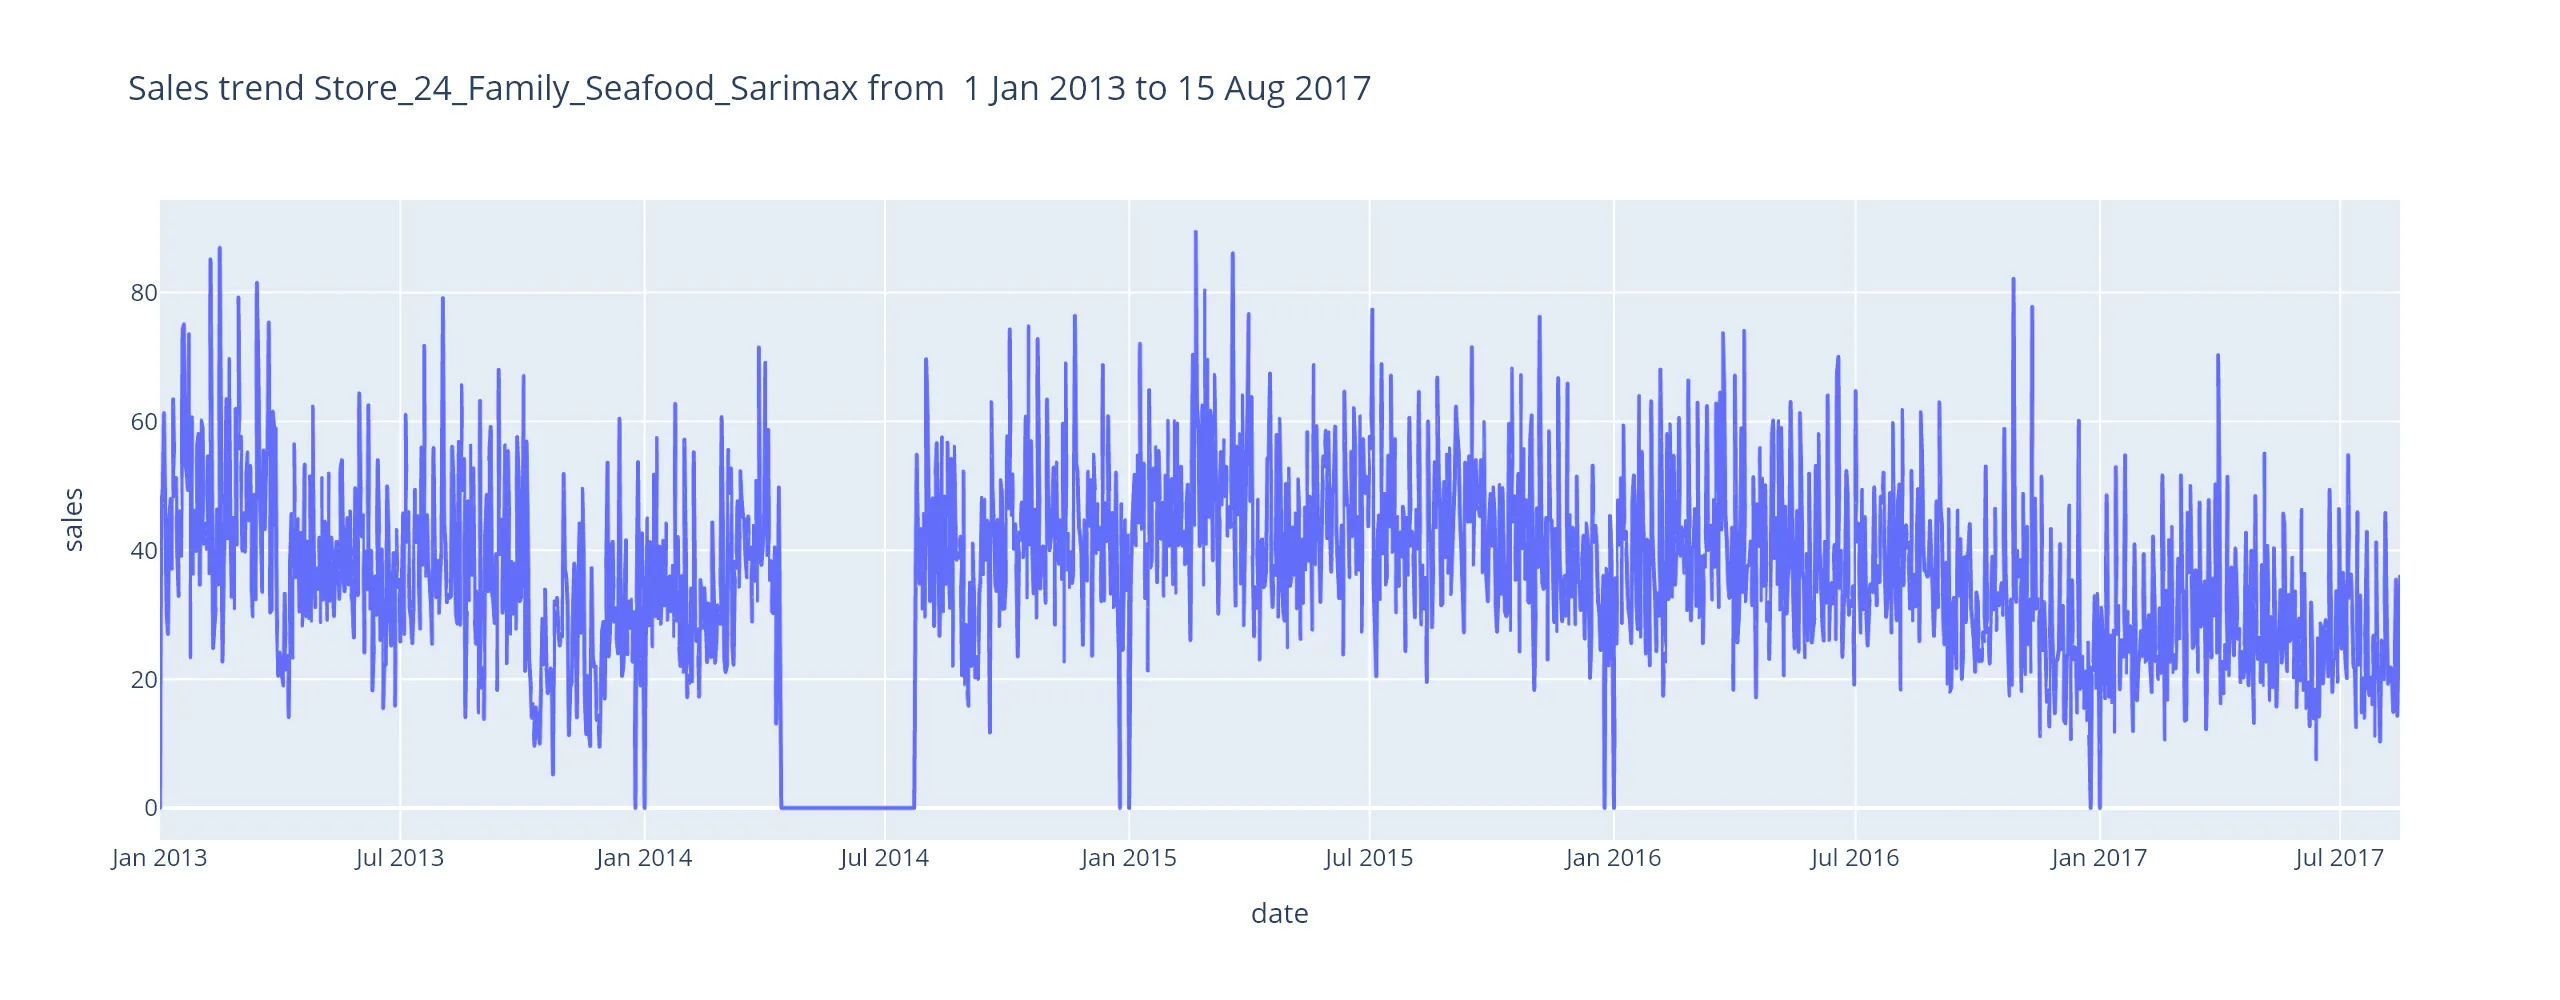 Sales trend Store_24_Family_Seafood_Sarimax from  1 Jan 2013 to 15 Aug 2017
sales
80
60
40
20
0
Jan 2013 Jul 2013 Jan 2014 Jul 2014 Jan 2015 Jul 2015 Jan 2016 Jul 2016 Jan 2017 Jul 2017
date